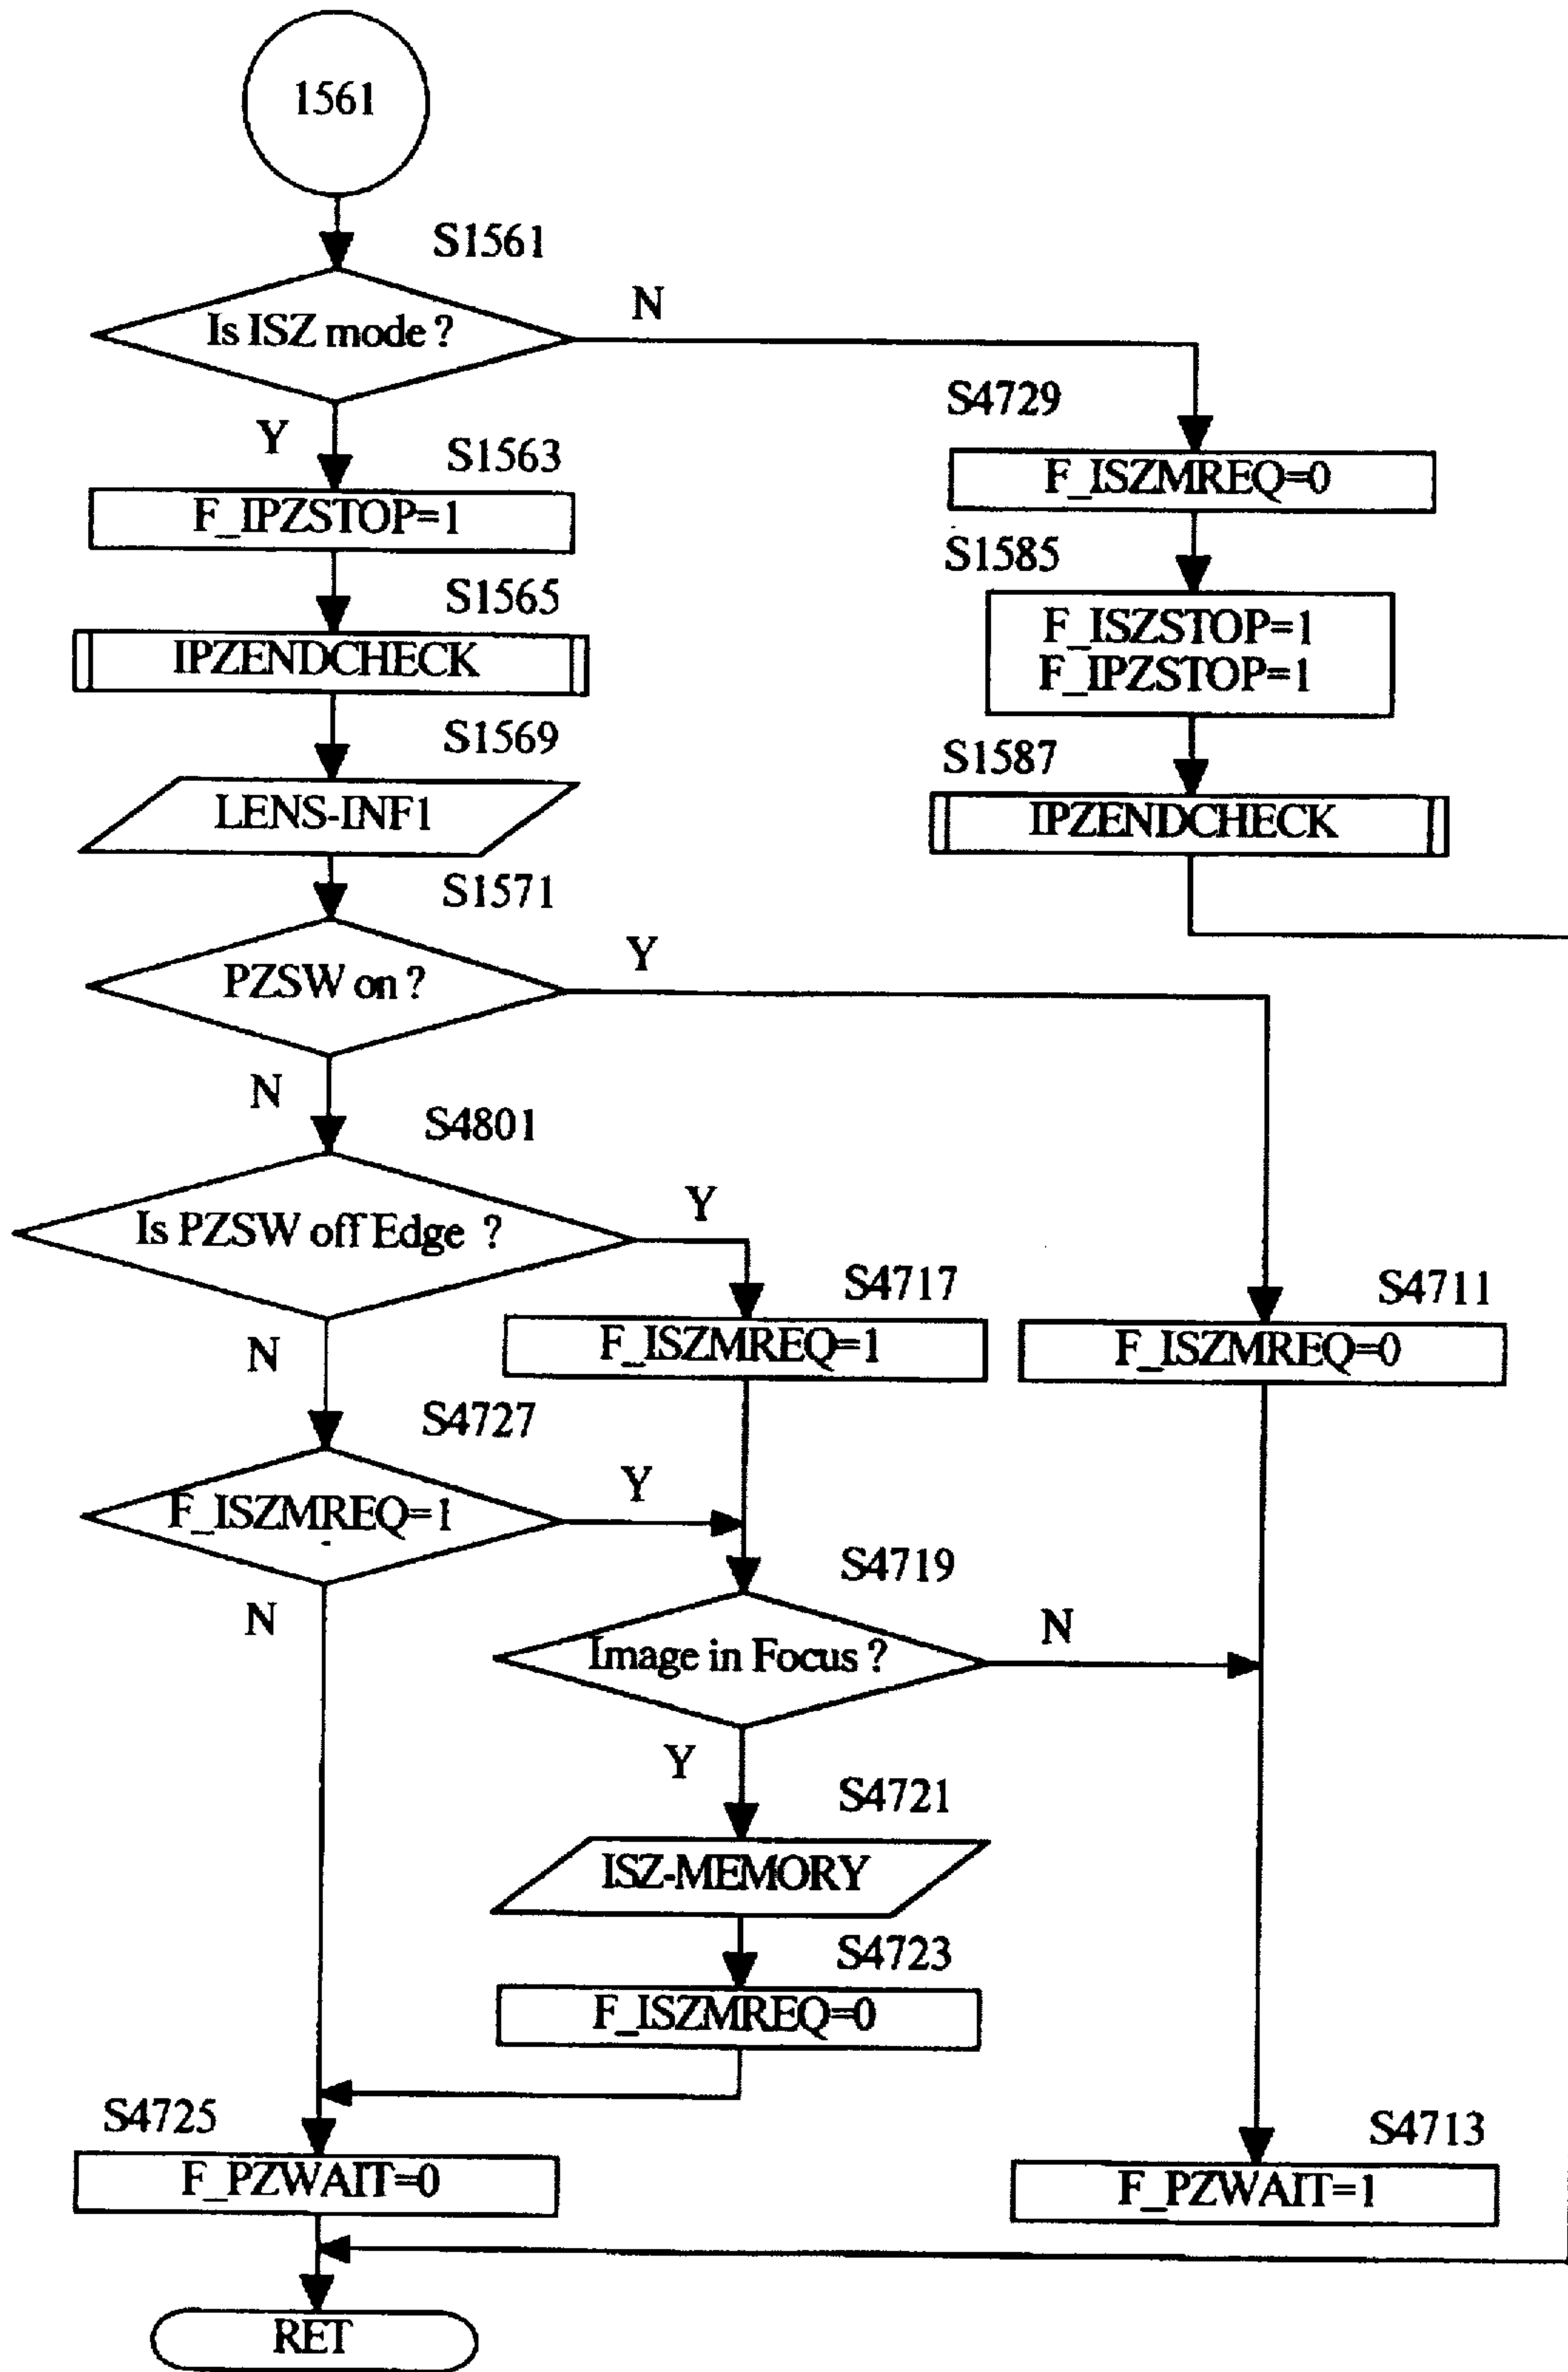 1561
S1561
Is ISZ mode ?
N
Y
S4729
F_ISZMREQ=0
S1563
F_IPZSTOP=1
S1585
F_ISZSTOP=1
F_IPZSTOP=1
S1565
IPZENDCHECK
S1587
IPZENDCHECK
S1569
LENS-INF1
S1571
PZSW on ?
Y
N
S4801
Is PZSW off Edge ?
Y
N
S4717
F_ISZMREQ=1
S4711
F_ISZMREQ=0
S4727
F_ISZMREQ=1
Y
N
S4719
Image in Focus ?
N
Y
S4721
ISZ-MEMORY
S4723
F_ISZMREQ=0
S4725
F_PZWAIT=0
S4713
F_PZWAIT=1
RET